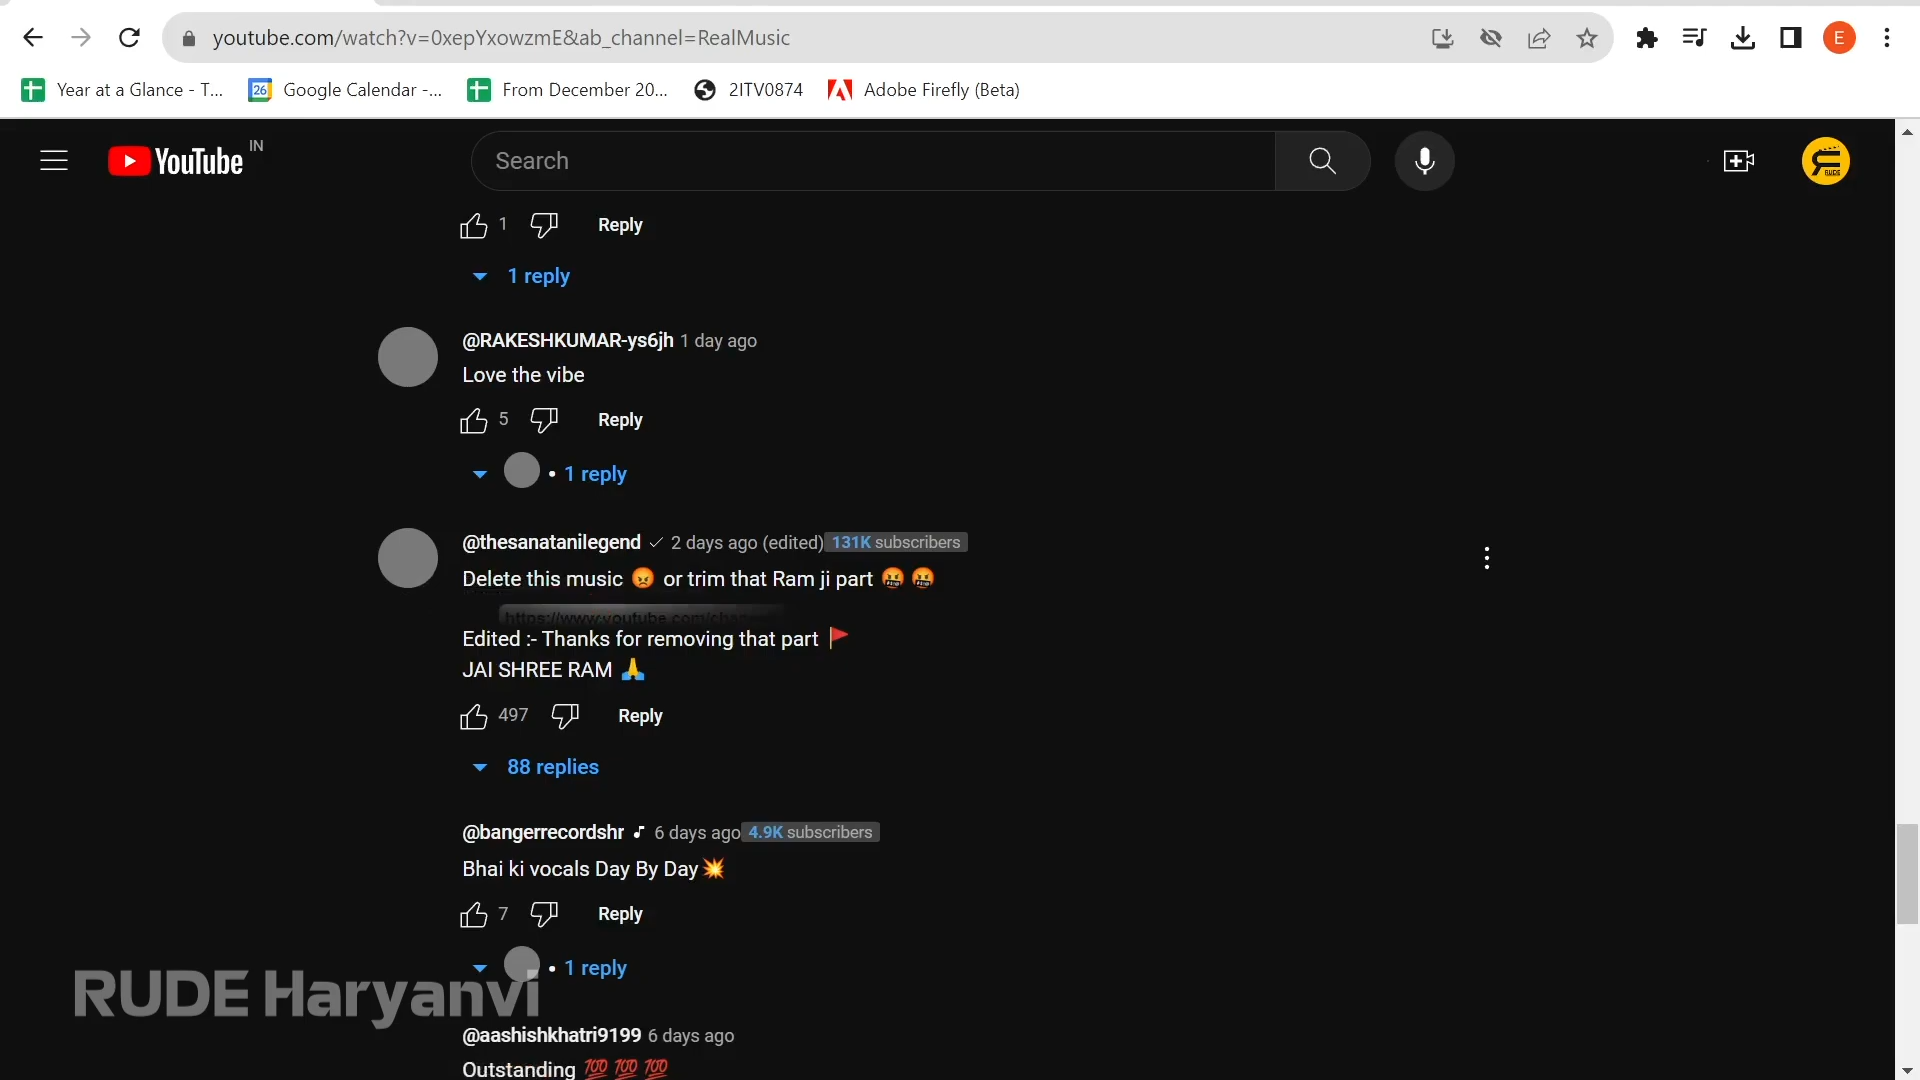 youtube.com/watch?v=0xepYxowzmE&ab_channel=RealMusic
E
Year at a Glance - T...
26
Google Calendar -...
From December 20...
2ITV0874
Adobe Firefly (Beta)
YouTube IN
Search
RUDE
1 Reply
1 reply
@RAKESHKUMAR-ys6jh 1 day ago
Love the vibe
5 Reply
• 1 reply
@thesanatanilegend ✓ 2 days ago (edited) 131K subscribers
Delete this music 😡 or trim that Ram ji part 🤬 🤬
https://www.youtube.com/
Edited :- Thanks for removing that part 🚩
JAI SHREE RAM 🙏
497 Reply
88 replies
@bangerrecordshr ♪ 6 days ago 4.9K subscribers
Bhai ki vocals Day By Day💥
7 Reply
• 1 reply
RUDE Haryanvi
@aashishkhatri9199 6 days ago
Outstanding 💯 💯 💯